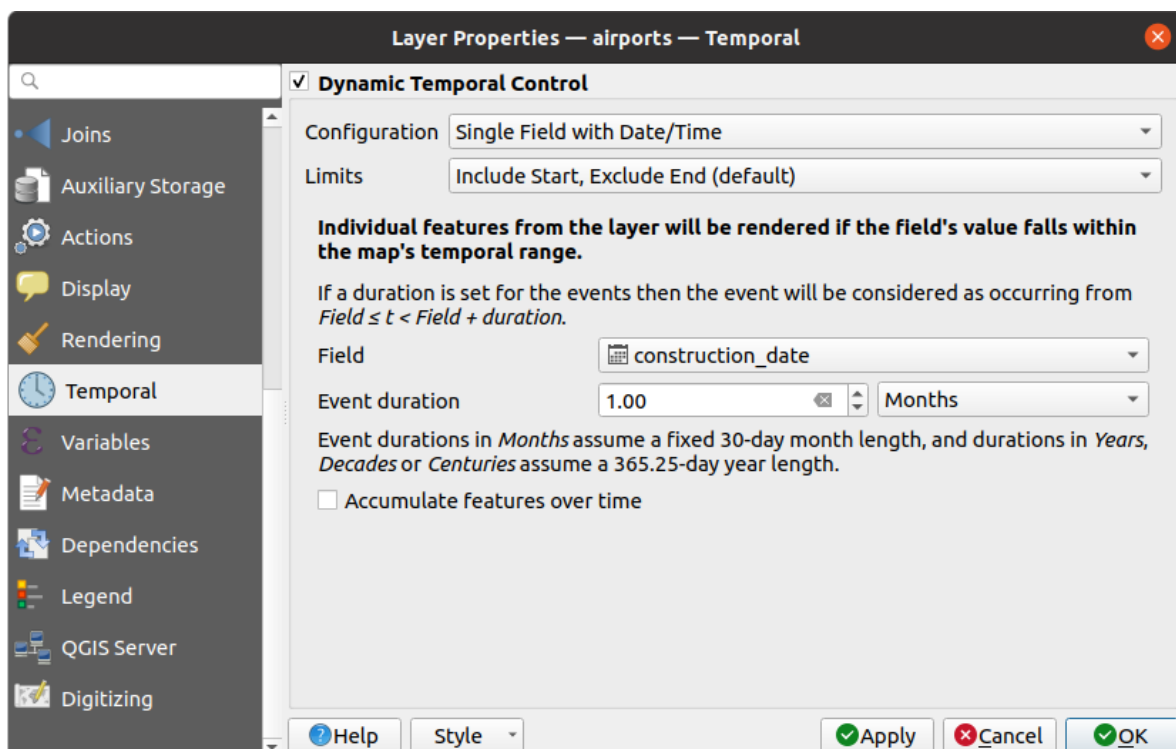 Layer Properties — airports — Temporal
Joins
Auxiliary Storage
Actions
Display
Rendering
Temporal
Variables
Metadata
Dependencies
Legend
QGIS Server
Digitizing
Dynamic Temporal Control
Configuration Single Field with Date/Time
Limits Include Start, Exclude End (default)
Individual features from the layer will be rendered if the field's value falls within
the map's temporal range.
If a duration is set for the events then the event will be considered as occurring from
Field ≤ t < Field + duration.
Field construction_date
Event duration 1.00 Months
Event durations in Months assume a fixed 30-day month length, and durations in Years,
Decades or Centuries assume a 365.25-day year length.
Accumulate features over time
Help Style Apply Cancel OK